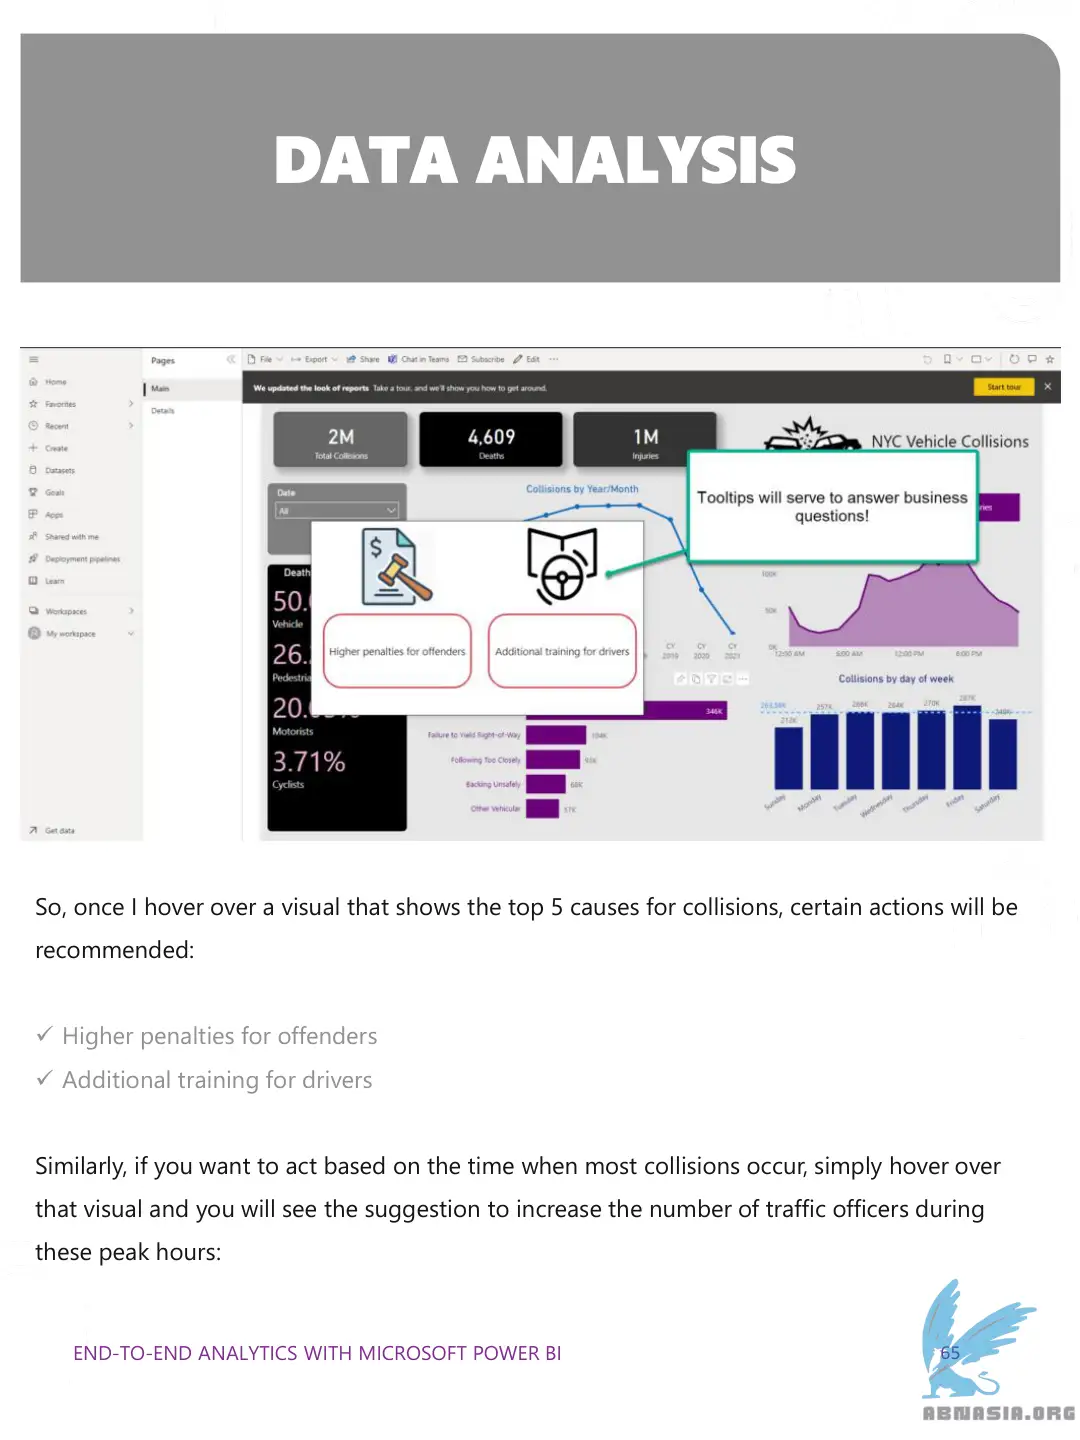 DATA ANALYSIS
Pages
File
Export
Share
Chat in Teams
Subscribe
Edit
Home
Favorites
Recent
Create
Datasets
Goals
Apps
Shared with me
Deployment pipelines
Learn
Workspaces
My workspace
Get data
Main
Details
We updated the look of reports Take a tour, and we'll show you how to get around.
Start tour
2M
Total Collisions
4,609
Deaths
1M
Injuries
NYC Vehicle Collisions
Date
All
Collisions by Year/Month
Tooltips will serve to answer business
questions!
Higher penalties for offenders
Additional training for drivers
Death
50.
Vehicle
26.
Pedestria
Motorists
3.71%
Cyclists
CY
2019
CY
2020
CY
2021
346K
Failure to Yield Right-of-Way
104K
Following Too Closely
93K
Backing Unsafely
68K
Other Vehicular
57K
100K
50K
0K
12:00 AM
6:00 AM
12:00 PM
6:00 PM
Collisions by day of week
212K
257K
266K
264K
270K
287K
249K
Sunday
Monday
Tuesday
Wednesday
Thursday
Friday
Saturday
So, once I hover over a visual that shows the top 5 causes for collisions, certain actions will be
recommended:
✓ Higher penalties for offenders
✓ Additional training for drivers
Similarly, if you want to act based on the time when most collisions occur, simply hover over
that visual and you will see the suggestion to increase the number of traffic officers during
these peak hours:
END-TO-END ANALYTICS WITH MICROSOFT POWER BI
65
ABNASIA.ORG